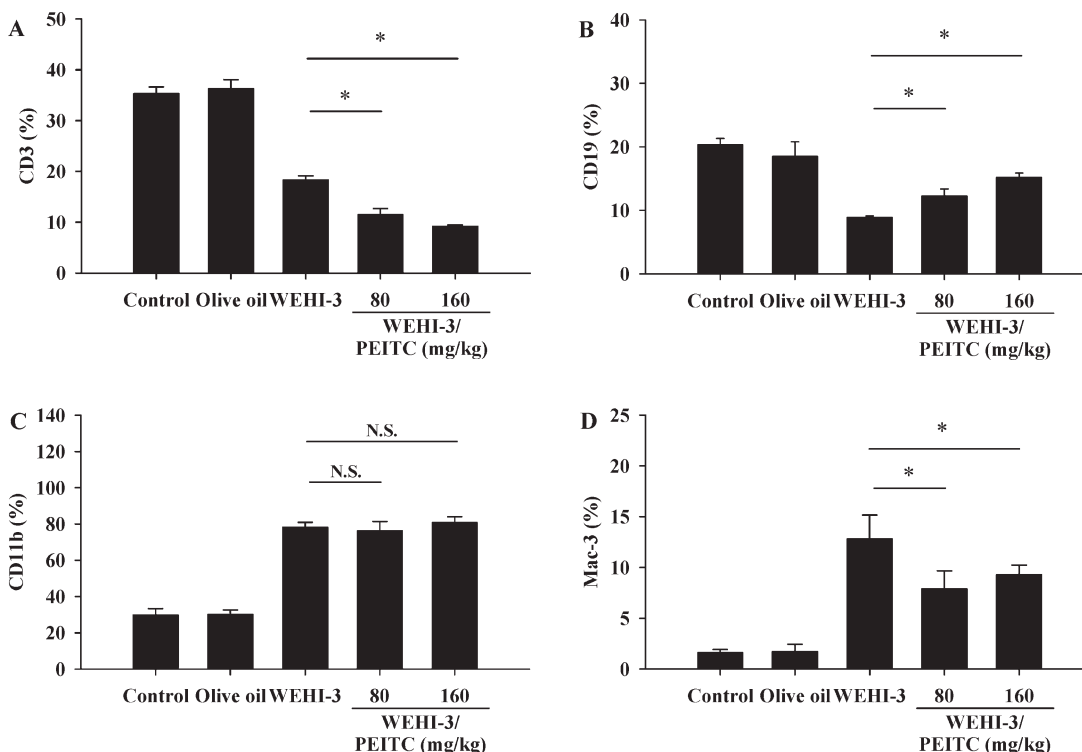 A
CD3 (%)
50
40
30
20
10
0
*
*
Control Olive oil WEHI-3 80 160
WEHI-3/
PEITC (mg/kg)
B
CD19 (%)
40
30
20
10
0
*
*
Control Olive oil WEHI-3 80 160
WEHI-3/
PEITC (mg/kg)
C
CD11b (%)
140
120
100
80
60
40
20
0
N.S.
N.S.
Control Olive oil WEHI-3 80 160
WEHI-3/
PEITC (mg/kg)
D
Mac-3 (%)
25
20
15
10
5
0
*
*
Control Olive oil WEHI-3 80 160
WEHI-3/
PEITC (mg/kg)